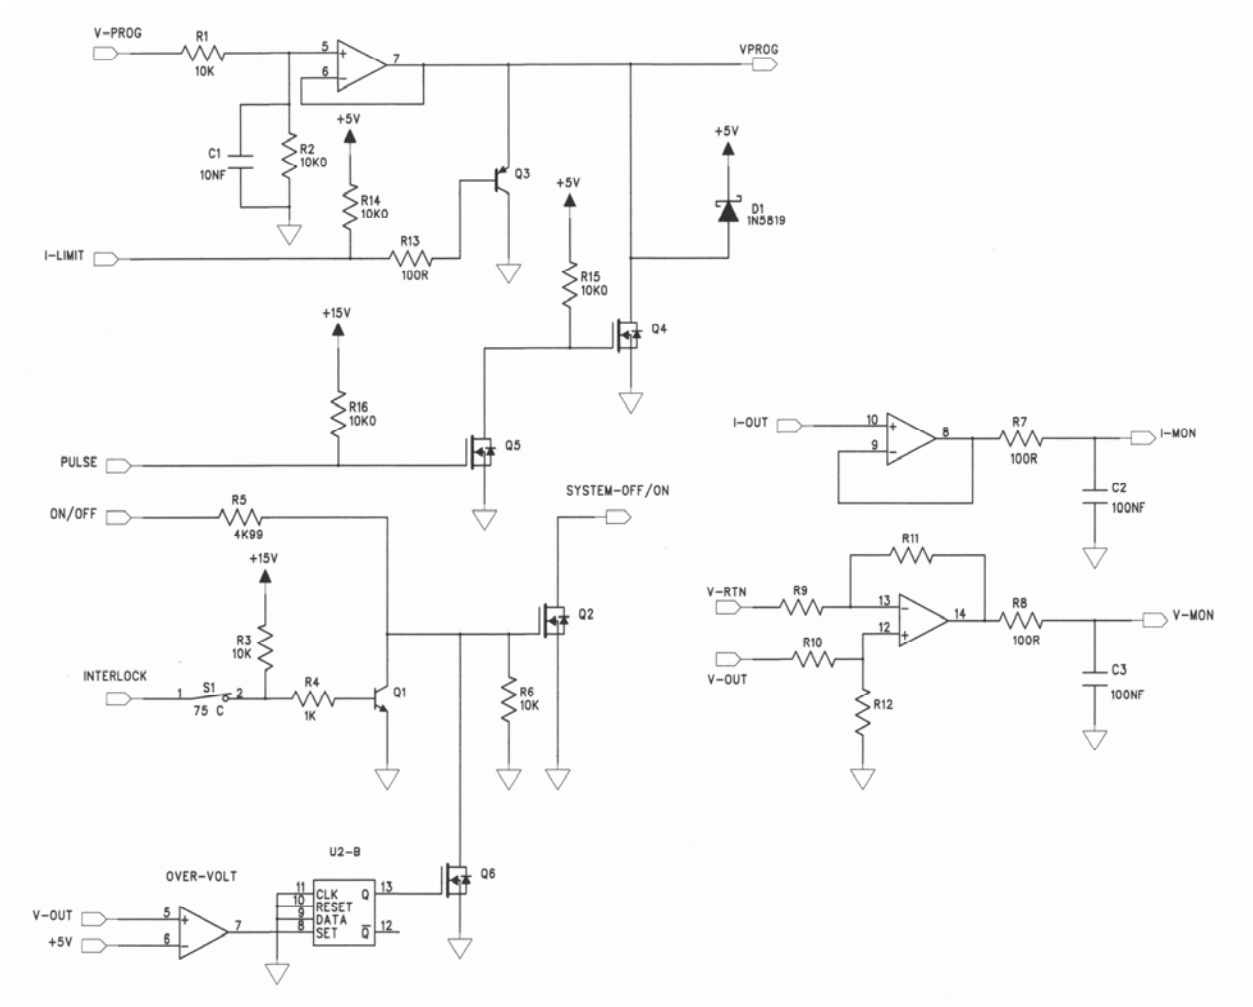 V-PROG
R1
10K
5
+
6
-
7
VPROG
C1
10NF
R2
10K0
+5V
R14
10K0
Q3
+5V
+5V
D1
1N5819
I-LIMIT
R13
100R
R15
10K0
Q4
+15V
R16
10K0
PULSE
Q5
I-OUT
10
+
9
-
8
R7
100R
I-MON
C2
100NF
ON/OFF
R5
4K99
SYSTEM-OFF/ON
+15V
R3
10K
Q2
INTERLOCK
1
S1
2
75 C
R4
1K
Q1
R6
10K
R11
V-RTN
R9
13
-
12
+
14
R8
100R
V-MON
V-OUT
R10
R12
C3
100NF
U2-B
OVER-VOLT
V-OUT
5
+
+5V
6
-
7
11
CLK
Q
13
10
RESET
9
DATA
8
SET
Q
12
Q6